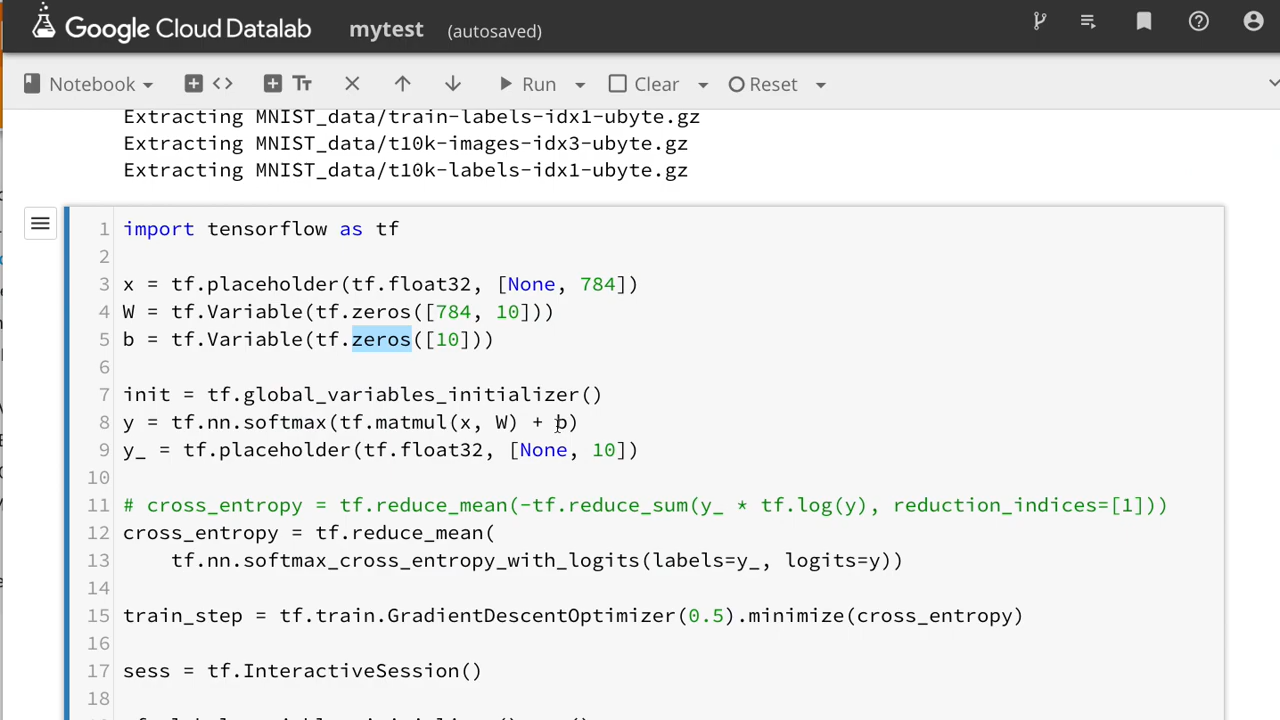 Google Cloud Datalab mytest (autosaved)
Notebook Tt Run Clear Reset
Extracting MNIST_data/train-labels-idx1-ubyte.gz
Extracting MNIST_data/t10k-images-idx3-ubyte.gz
Extracting MNIST_data/t10k-labels-idx1-ubyte.gz
1 import tensorflow as tf
2
3 x = tf.placeholder(tf.float32, [None, 784])
4 W = tf.Variable(tf.zeros([784, 10]))
5 b = tf.Variable(tf.zeros([10]))
6
7 init = tf.global_variables_initializer()
8 y = tf.nn.softmax(tf.matmul(x, W) + b)
9 y_ = tf.placeholder(tf.float32, [None, 10])
10
11 # cross_entropy = tf.reduce_mean(-tf.reduce_sum(y_ * tf.log(y), reduction_indices=[1]))
12 cross_entropy = tf.reduce_mean(
13 tf.nn.softmax_cross_entropy_with_logits(labels=y_, logits=y))
14
15 train_step = tf.train.GradientDescentOptimizer(0.5).minimize(cross_entropy)
16
17 sess = tf.InteractiveSession()
18